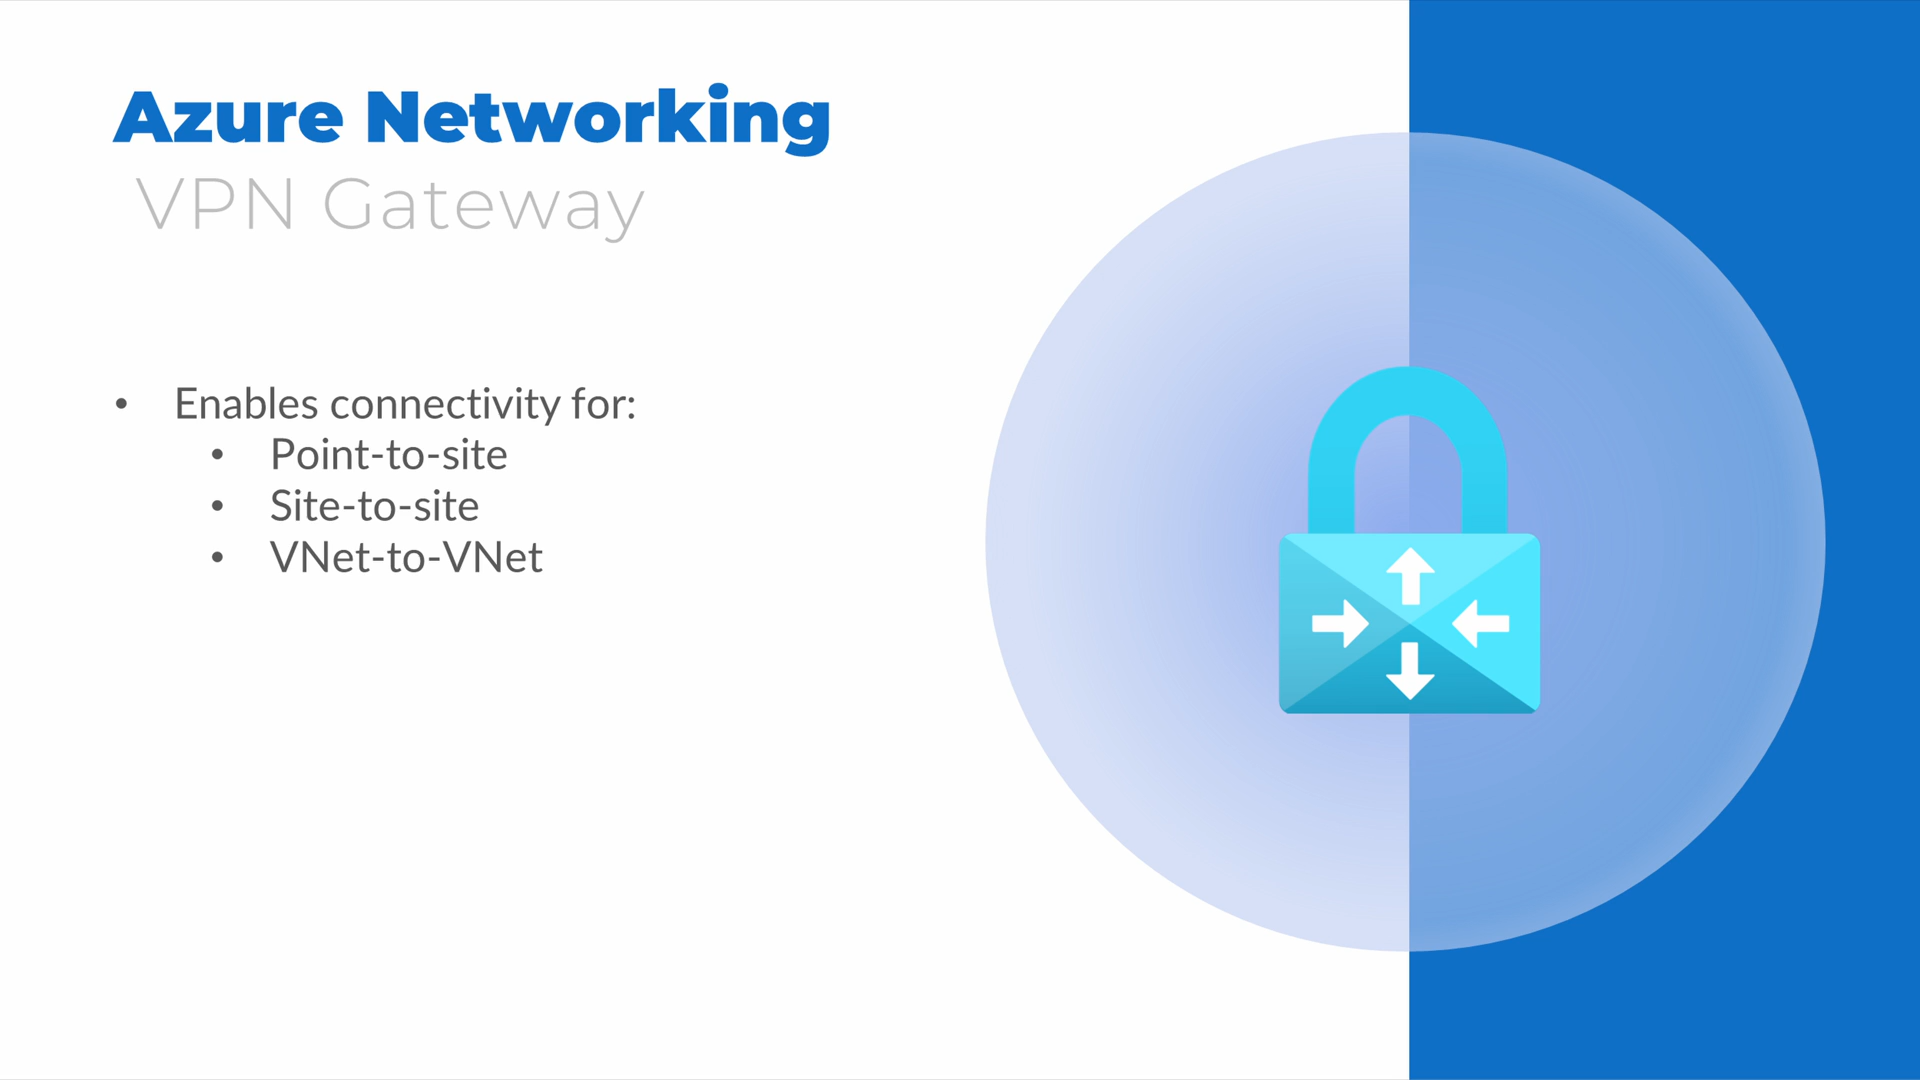 Azure Networking
VPN Gateway
• Enables connectivity for:
• Point-to-site
• Site-to-site
• VNet-to-VNet